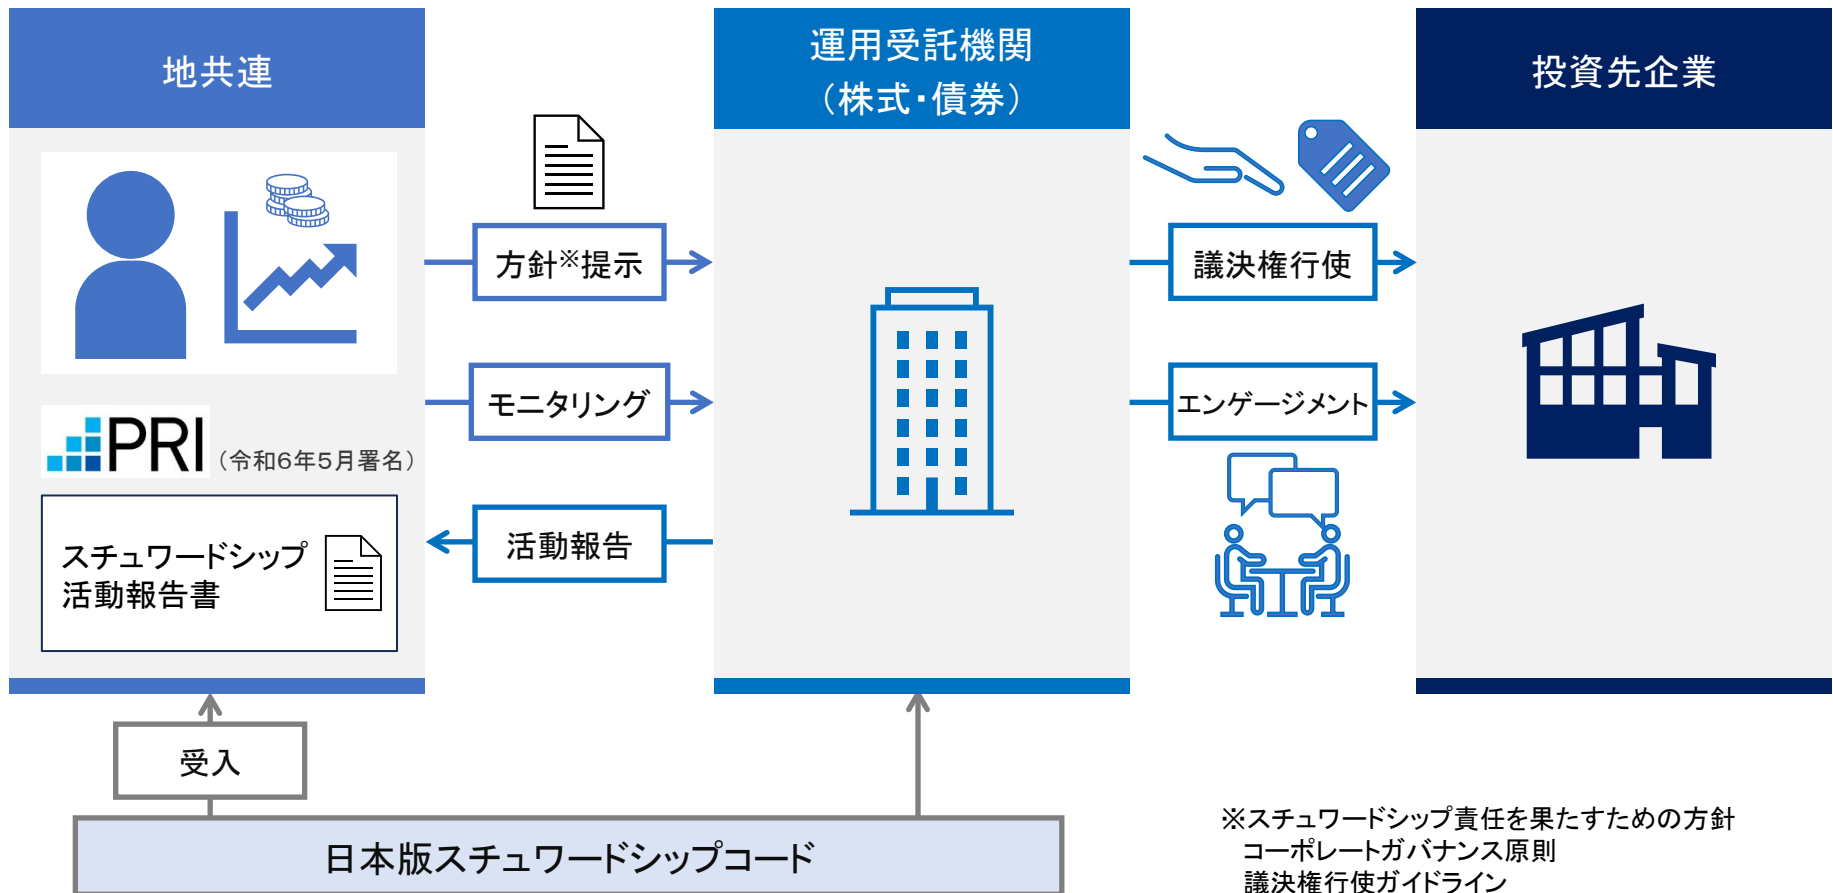 地共連
運用受託機関
（株式・債券）
投資先企業
方針※提示
議決権行使
モニタリング
エンゲージメント
PRI
（令和6年5月署名）
スチュワードシップ
活動報告書
活動報告
受入
日本版スチュワードシップコード
※スチュワードシップ責任を果たすための方針
コーポレートガバナンス原則
議決権行使ガイドライン